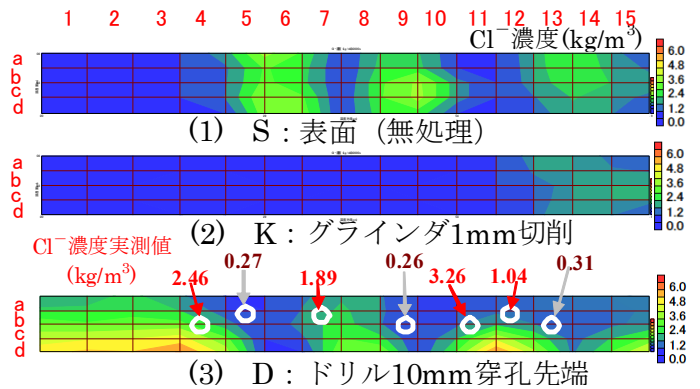 1 2 3 4 5 6 7 8 9 10 11 12 13 14 15
Cl⁻濃度(kg/m³)
a
b
c
d
6.0
4.8
3.6
2.4
1.2
0.0
(1) S：表面（無処理）
a
b
c
d
6.0
4.8
3.6
2.4
1.2
0.0
(2) K：グラインダ1mm切削
Cl⁻濃度実測値
(kg/m³)
2.46
0.27
1.89
0.26
3.26
1.04
0.31
a
b
c
d
6.0
4.8
3.6
2.4
1.2
0.0
(3) D：ドリル10mm穿孔先端